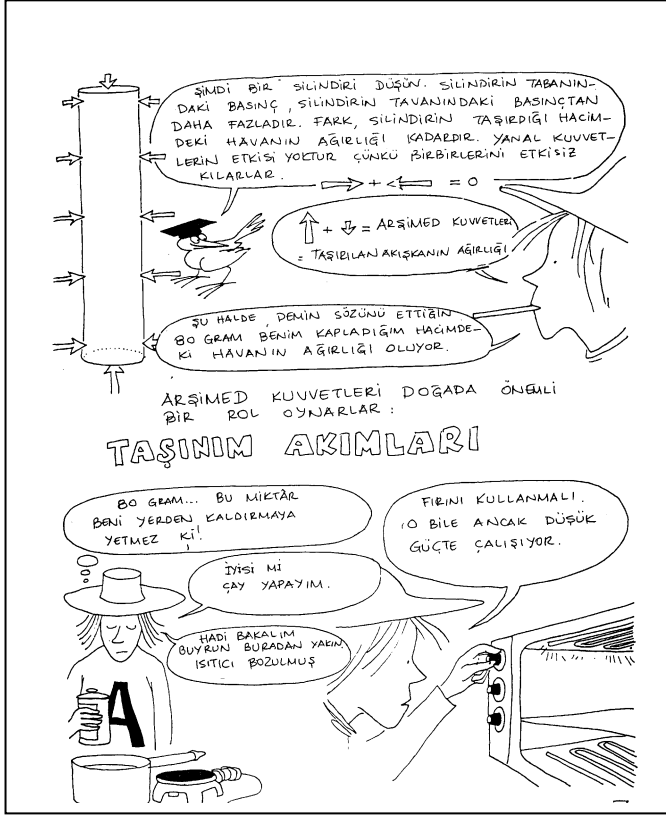 ŞİMDİ BİR SİLİNDİRİ DÜŞÜN. SİLİNDİRİN TABANIN-
DAKİ BASINÇ, SİLİNDİRİN TAVANINDAKİ BASINÇTAN
DAHA FAZLADIR. FARK, SİLİNDİRİN TAŞIRDIĞI HACİM-
DEKİ HAVANIN AĞIRLIĞI KADARDIR. YANAL KUVVET-
LERİN ETKİSİ YOKTUR ÇÜNKÜ BİRBİRLERİNİ ETKİSİZ
KILARLAR.
+ = 0
+ = ARŞİMED KUVVETLERİ
= TAŞIRILAN AKIŞKANIN AĞIRLIĞI
ŞU HALDE, DEMİN SÖZÜNÜ ETTİĞİN
80 GRAM BENİM KAPLADIĞIM HACİMDE-
Kİ HAVANIN AĞIRLIĞI OLUYOR.
ARŞİMED KUVVETLERİ DOĞADA ÖNEMLİ
BİR ROL OYNARLAR :
TAŞINIM AKIMLARI
80 GRAM... BU MİKTÂR
BENİ YERDEN KALDIRMAYA
YETMEZ Kİ!
İYİSİ Mİ
ÇAY YAPAYIM.
HADİ BAKALIM
BUYRUN BURADAN YAKIN.
ISITICI BOZULMUŞ
FIRINI KULLANMALI.
O BİLE ANCAK DÜŞÜK
GÜÇTE ÇALIŞIYOR.
A